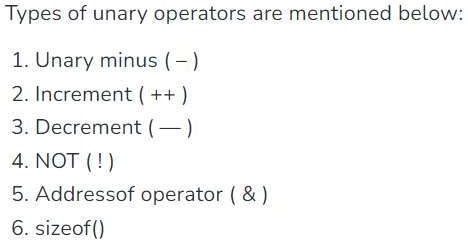 Types of unary operators are mentioned below:
1. Unary minus ( – )
2. Increment ( ++ )
3. Decrement ( — )
4. NOT ( ! )
5. Addressof operator ( & )
6. sizeof()